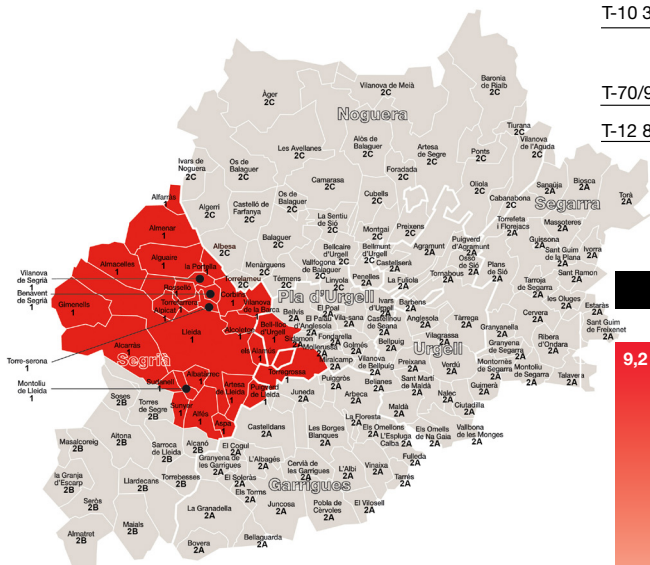 T-10 3
T-70/9
T-12 8
9,2
Noguera
Àger
2C
Vilanova de Meià
2C
Baronia
de Rialb
2C
Tiurana
2C
Vilanova
de l'Aguda
2C
Les Avellanes
2C
Alòs de
Balaguer
2C
Artesa
de Segre
2C
Ponts
2C
Ivars de
Noguera
2C
Os de
Balaguer
2C
Camarasa
2C
Foradada
2C
Cubells
2C
Oliola
2C
Cabanabona
2C
Sanaüja
2A
Biosca
2A
Torà
2A
Segarra
Alfarràs
1
Algerri
2C
Castelló de
Farfanya
2C
Os de
Balaguer
2C
La Sentiu
de Sió
2C
Montgai
2C
Preixens
2C
Torrefeta
i Florejacs
2A
Massoteres
2A
Almenar
1
Albesa
2C
Balaguer
2C
Bellcaire
d'Urgell
2C
Bellmunt
d'Urgell
2C
Agramunt
2A
Puigverd
d'Agramunt
2A
Guissona
2A
Sant Guim
de la Plana
2A
Ivorra
2A
Almacelles
1
Alguaire
1
la Portella
1
Menàrguens
2C
Vallfogona
de Balaguer
2C
Castellserà
2A
Ossó
de Sió
2A
Plans
de Sió
2A
Sant Ramon
2A
Vilanova
de Segrià
1
Benavent
de Segrià
1
Rosselló
1
Torrelameu
2C
Térmens
2C
Linyola
2C
Penelles
2A
La Fuliola
2A
Tornabous
2A
Tarroja
de Segarra
2A
les Oluges
2A
Estaràs
2A
Gimenells
1
Torrefarrera
1
Alpicat
1
Corbins
1
Vilanova
de la Barca
1
Pla d'Urgell
Bellvís
2A
El Poal
2A
El Palau
d'Anglesola
2A
Ivars
d'Urgell
2A
Vila-sana
2A
Barbens
2A
Castellnou
de Seana
2A
Anglesola
2A
Tàrrega
2A
Cervera
2A
Sant Guim
de Freixenet
2A
Lleida
1
Alcoletge
1
Bell-lloc
d'Urgell
1
Sidamon
2A
Fondarella
2A
Mollerussa
2A
Golmés
2A
Bellpuig
2A
Urgell
Vilagrassa
2A
Granyanella
2A
Granyena
de Segarra
2A
Ribera
d'Ondara
2A
Alcarràs
1
Segrià
els Alamús
1
Miralcamp
2A
Vilanova
de Bellpuig
2A
Preixana
2A
Verdú
2A
Montornès
de Segarra
2A
Montoliu
de Segarra
2A
Talavera
2A
Torre-serona
1
Montoliu
de Lleida
1
Albatàrrec
1
Torregrossa
1
Puiggròs
2A
Belianes
2A
Sant Martí
de Maldà
2A
Guimerà
2A
Sudanell
1
Artesa
de Lleida
1
Puigverd
de Lleida
1
Juneda
2A
Arbeca
2A
Maldà
2A
Nalec
2A
Ciutadilla
2A
Soses
2B
Torres
de Segre
2B
Sunyer
1
Alfés
1
Aspa
1
Castelldans
2A
Les Borges
Blanques
2A
La Floresta
2A
Els Omellons
2A
L'Espluga
Calba 2A
Els Omells
de Na Gaia
2A
Vallbona
de les Monges
2A
Masalcoreig
2B
Aitona
2B
Sarroca
de Lleida
2B
Alcanó
2B
El Cogul
2A
Granyena de
les Garrigues
2A
L'Albagés
2A
Cervià de
les Garrigues
2A
L'Albi
2A
Vinaixa
2A
Fulleda
2A
Tarrés
2A
la Granja
d'Escarp
2B
Llardecans
2B
Torrebesses
2B
El Soleràs
2A
Garrigues
Els Torms
2A
Seròs
2B
La Granadella
2A
Juncosa
2A
Pobla de
Cérvoles
2A
El Vilosell
2A
Almatret
2B
Maials
2B
Bovera
2A
Bellaguarda
2A